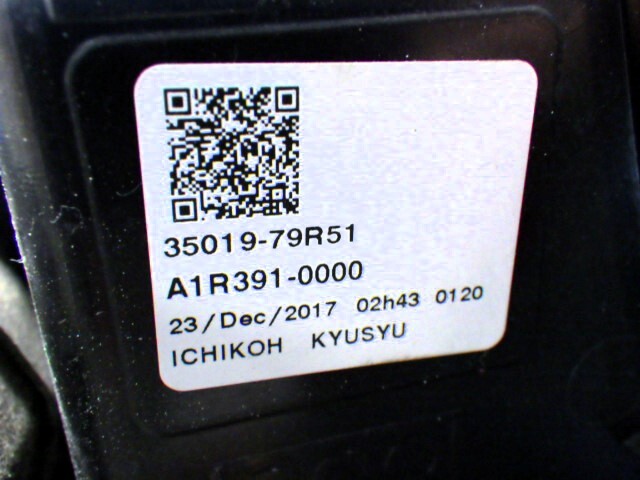 35019-79R51
A1R391-0000
23/Dec/2017 02h43 0120
ICHIKOH KYUSYU